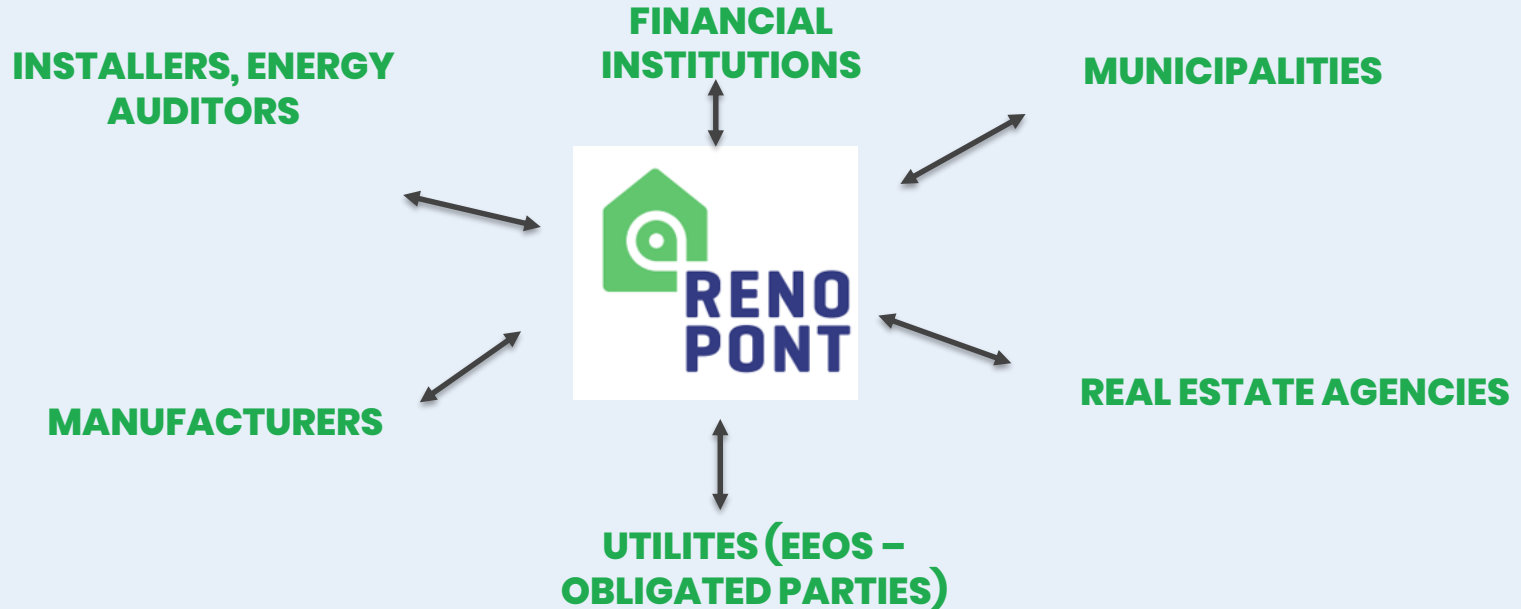 FINANCIAL
INSTITUTIONS
INSTALLERS, ENERGY
AUDITORS
MUNICIPALITIES
RENO
PONT
MANUFACTURERS
REAL ESTATE AGENCIES
UTILITES (EEOS –
OBLIGATED PARTIES)